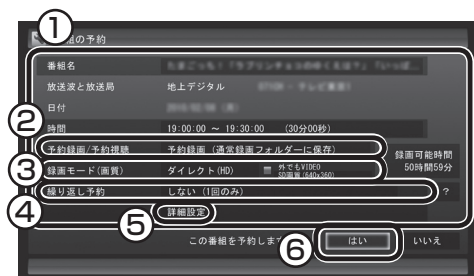 ①
組の予約
番組名
放送波と放送局 地上デジタル
日付
② 時間 19:00:00 ～ 19:30:00 (30分00秒)
予約録画/予約視聴 予約録画 (通常録画フォルダーに保存)
録画可能時間
50時間59分
③ 録画モード(画質) ダイレクト(HD) 外でもVIDEO
SD画質(640x360)
④ 繰り返し予約 しない (1回のみ) ?
⑤ 詳細設定
⑥ この番組を予約しま はい いいえ